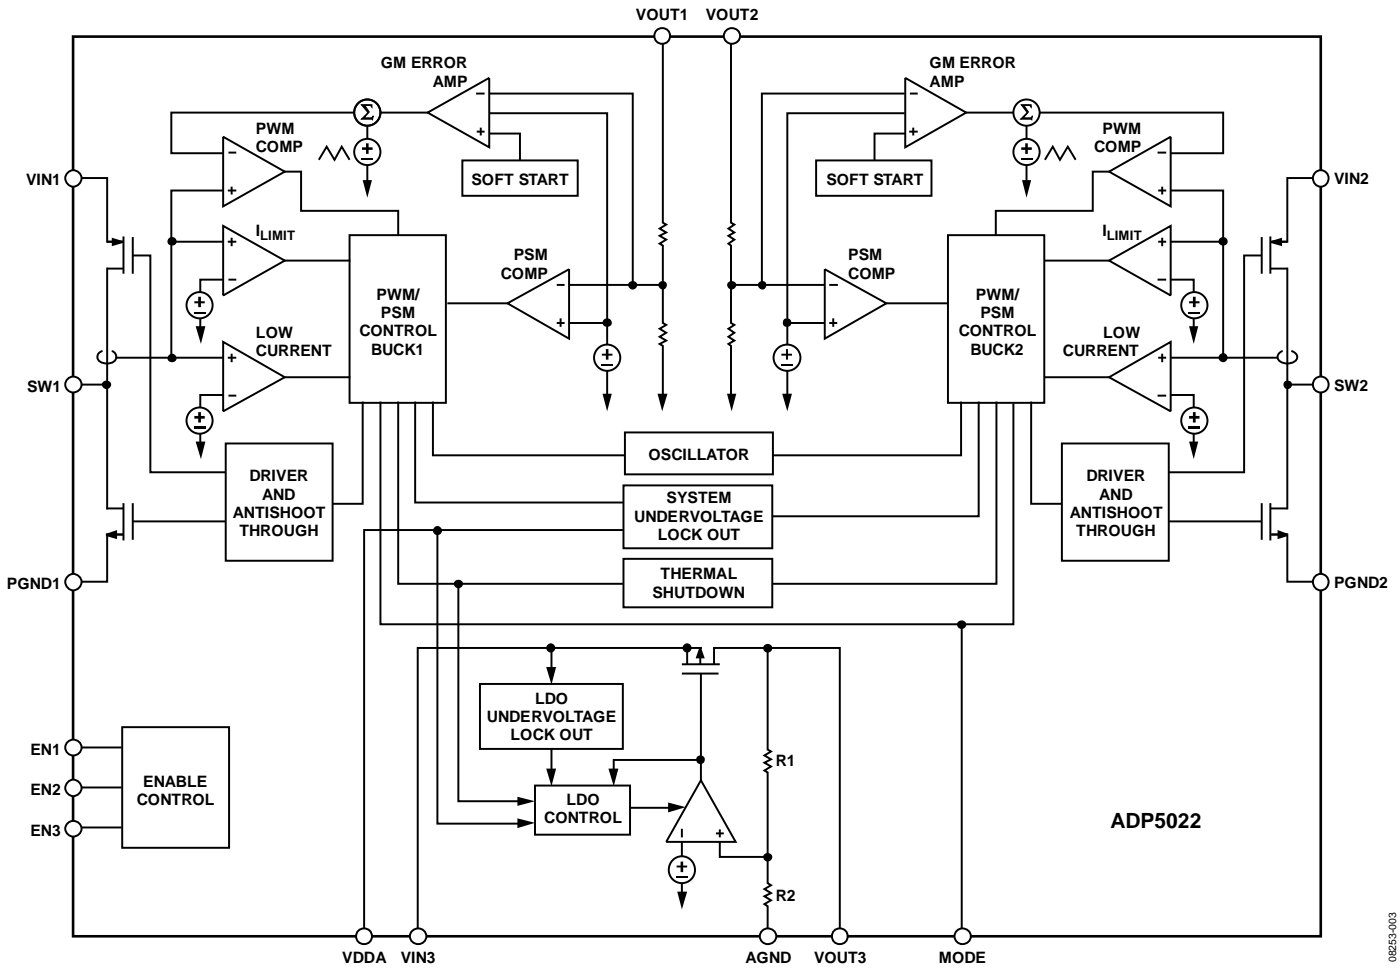 VOUT1 VOUT2
GM ERROR
AMP
GM ERROR
AMP
Σ
Σ
PWM
COMP
PWM
COMP
−
−
+
+
−
−
+
+
+
−
+
−
SOFT START
SOFT START
VIN1
VIN2
ILIMIT
ILIMIT
+
−
+
−
+
−
+
−
PSM
COMP
PSM
COMP
−
+
−
+
+
−
+
−
PWM/
PSM
CONTROL
BUCK1
PWM/
PSM
CONTROL
BUCK2
LOW
CURRENT
LOW
CURRENT
+
−
+
−
+
−
+
−
SW1
SW2
OSCILLATOR
DRIVER
AND
ANTISHOOT
THROUGH
SYSTEM
UNDERVOLTAGE
LOCK OUT
DRIVER
AND
ANTISHOOT
THROUGH
THERMAL
SHUTDOWN
PGND1
PGND2
LDO
UNDERVOLTAGE
LOCK OUT
EN1
EN2
EN3
ENABLE
CONTROL
R1
LDO
CONTROL
−
+
+
−
R2
ADP5022
VDDA VIN3 AGND VOUT3 MODE
08253-003